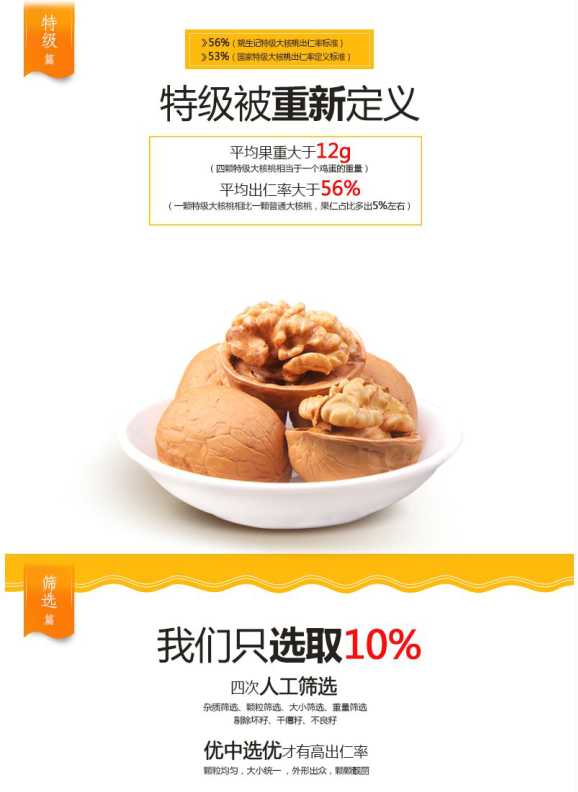 特级
篇
》56%（姚生记特级大核桃出仁率标准）
》53%（国家特级大核桃出仁率定义标准）
特级被重新定义
平均果重大于12g
（四颗特级大核桃相当于一个鸡蛋的重量）
平均出仁率大于56%
（一颗特级大核桃相比一颗普通大核桃，果仁占比多出5%左右）
筛选
篇
我们只选取10%
四次人工筛选
杂质筛选、颗粒筛选、大小筛选、重量筛选
剔除坏籽、干瘪籽、不良籽
优中选优才有高出仁率
颗粒均匀，大小统一，外形出众，颗颗靓丽